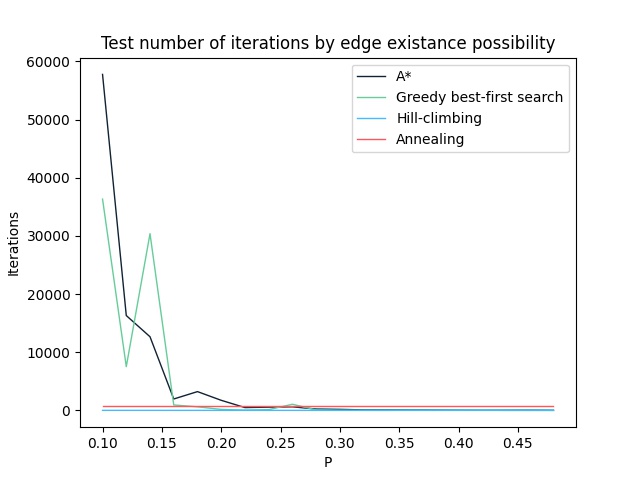 Test number of iterations by edge existance possibility
A*
Greedy best-first search
Hill-climbing
Annealing
Iterations
60000
50000
40000
30000
20000
10000
0
0.10 0.15 0.20 0.25 0.30 0.35 0.40 0.45
P